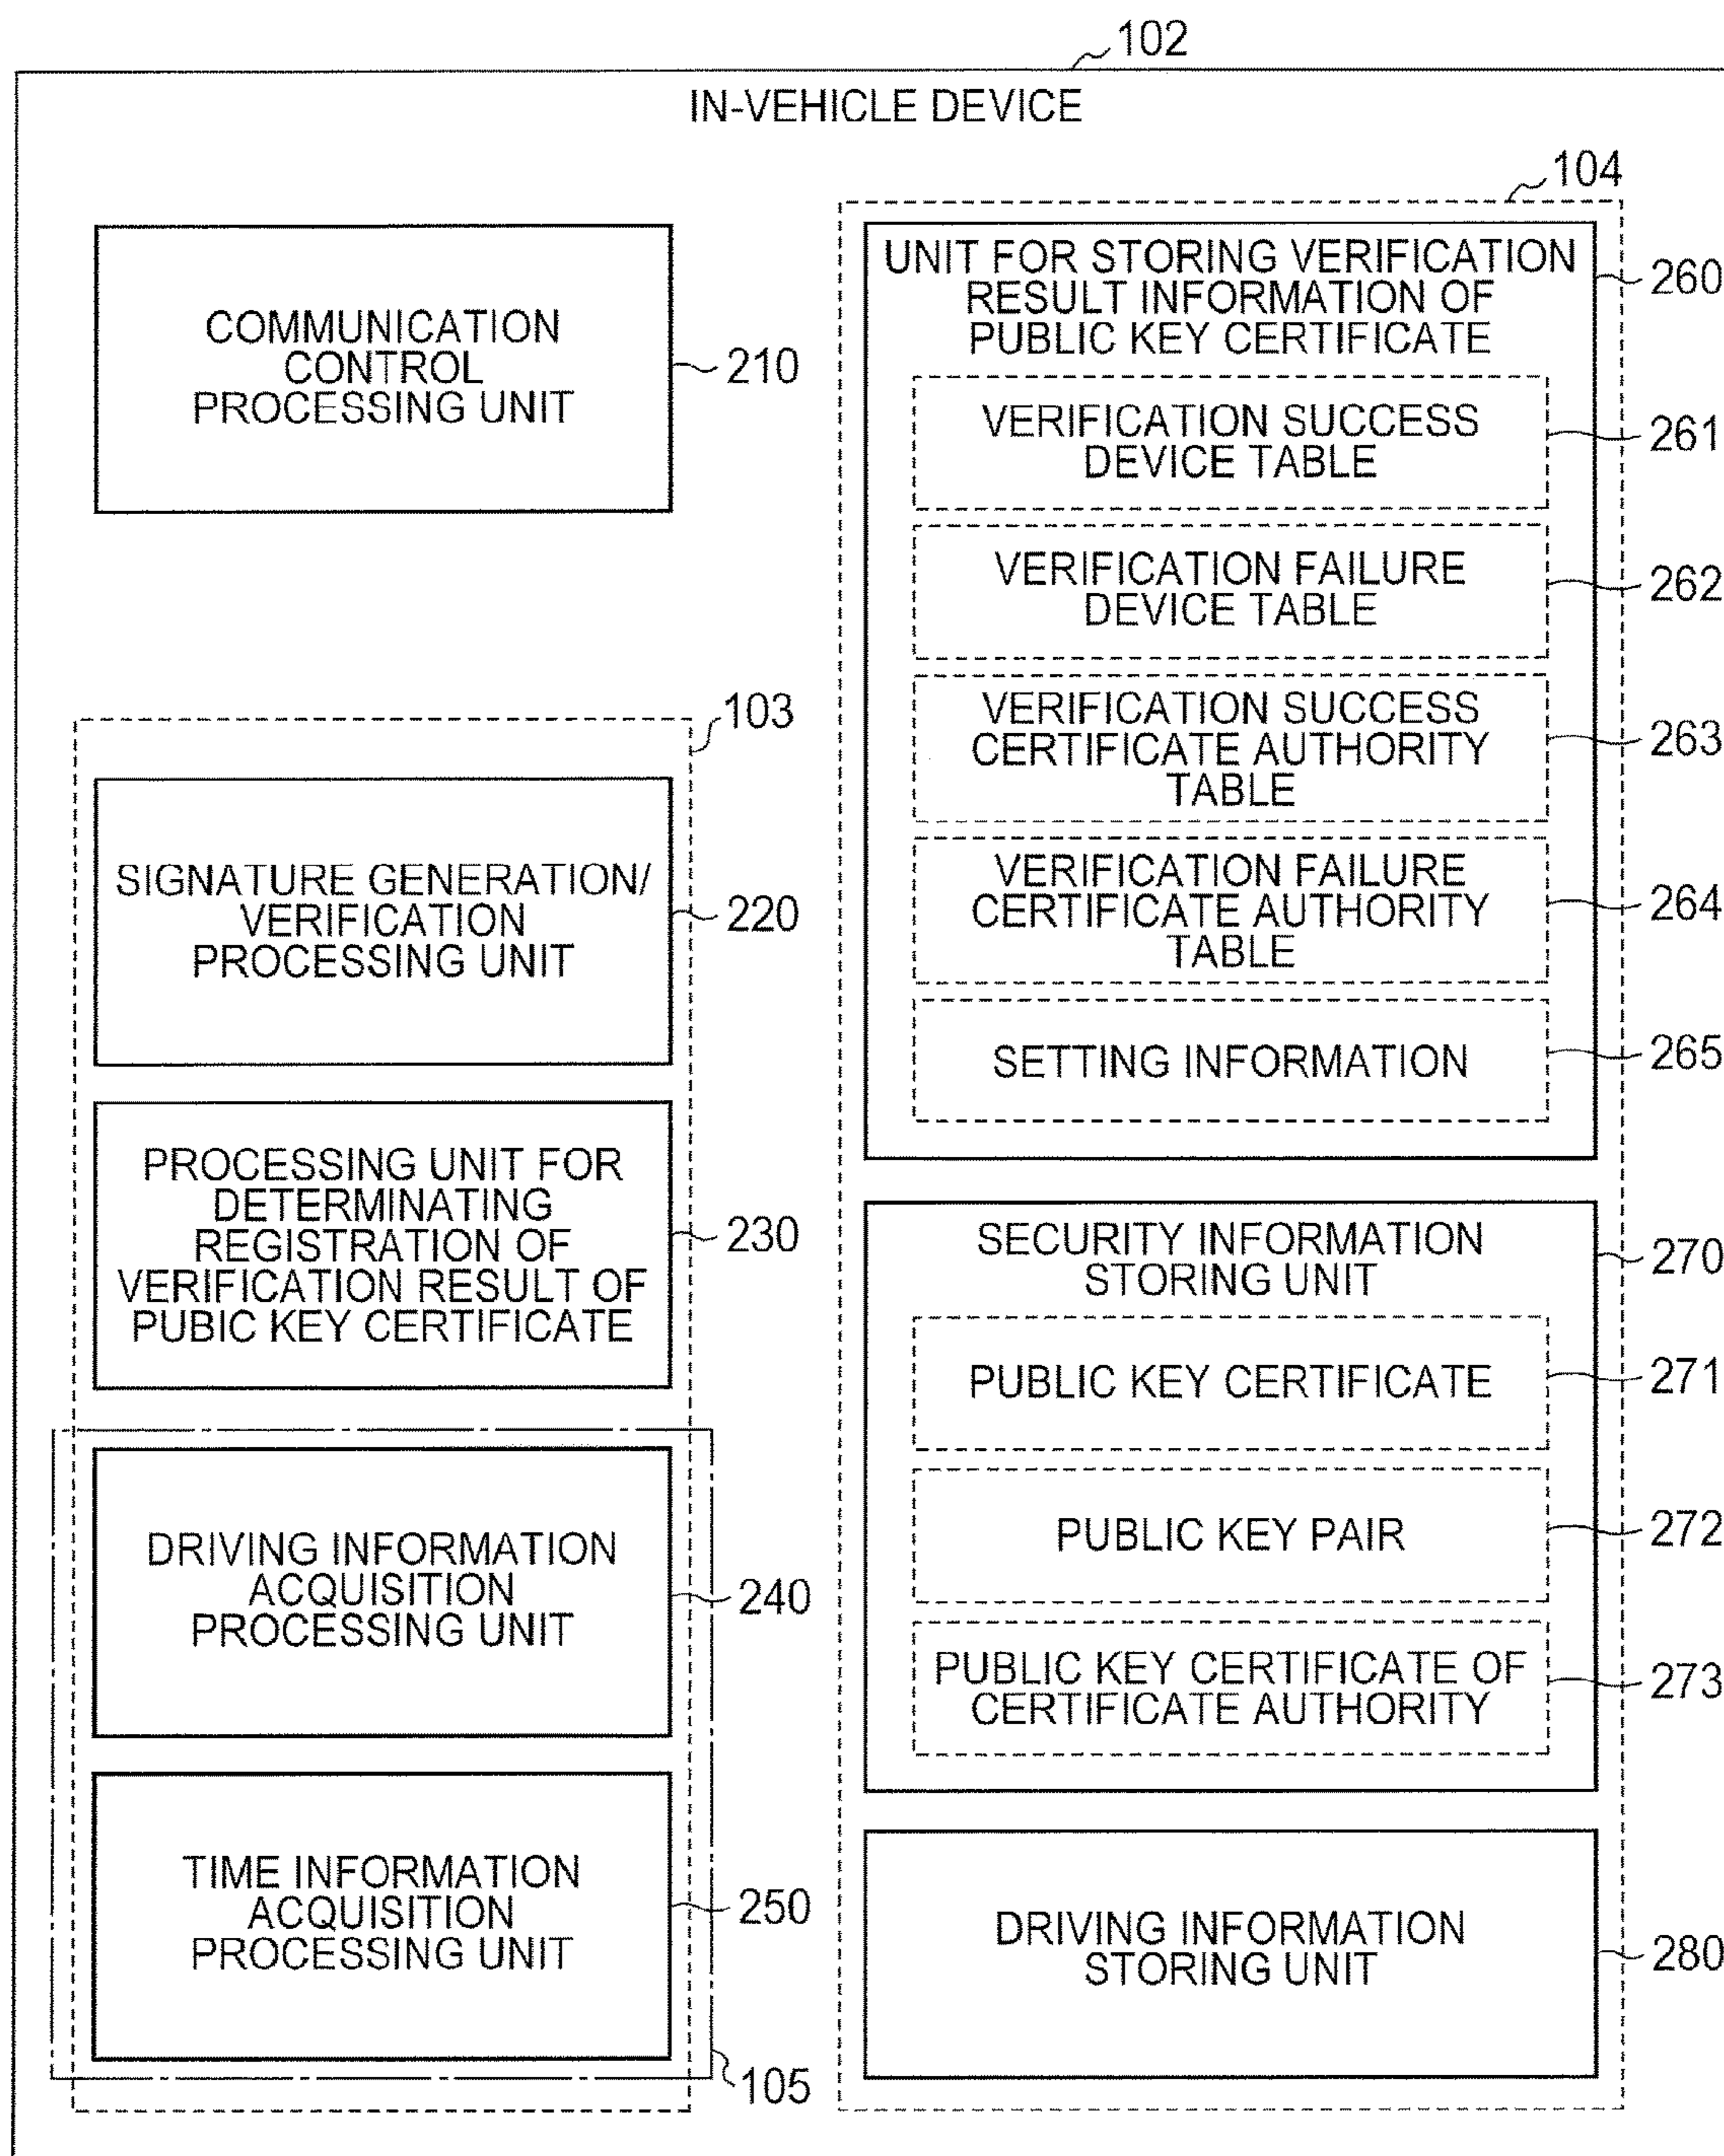 102
IN-VEHICLE DEVICE
COMMUNICATION
CONTROL
PROCESSING UNIT
210
103
SIGNATURE GENERATION/
VERIFICATION
PROCESSING UNIT
220
PROCESSING UNIT FOR
DETERMINATING
REGISTRATION OF
VERIFICATION RESULT OF
PUBIC KEY CERTIFICATE
230
DRIVING INFORMATION
ACQUISITION
PROCESSING UNIT
240
TIME INFORMATION
ACQUISITION
PROCESSING UNIT
250
105
104
UNIT FOR STORING VERIFICATION
RESULT INFORMATION OF
PUBLIC KEY CERTIFICATE
260
VERIFICATION SUCCESS
DEVICE TABLE
261
VERIFICATION FAILURE
DEVICE TABLE
262
VERIFICATION SUCCESS
CERTIFICATE AUTHORITY
TABLE
263
VERIFICATION FAILURE
CERTIFICATE AUTHORITY
TABLE
264
SETTING INFORMATION
265
SECURITY INFORMATION
STORING UNIT
270
PUBLIC KEY CERTIFICATE
271
PUBLIC KEY PAIR
272
PUBLIC KEY CERTIFICATE OF
CERTIFICATE AUTHORITY
273
DRIVING INFORMATION
STORING UNIT
280